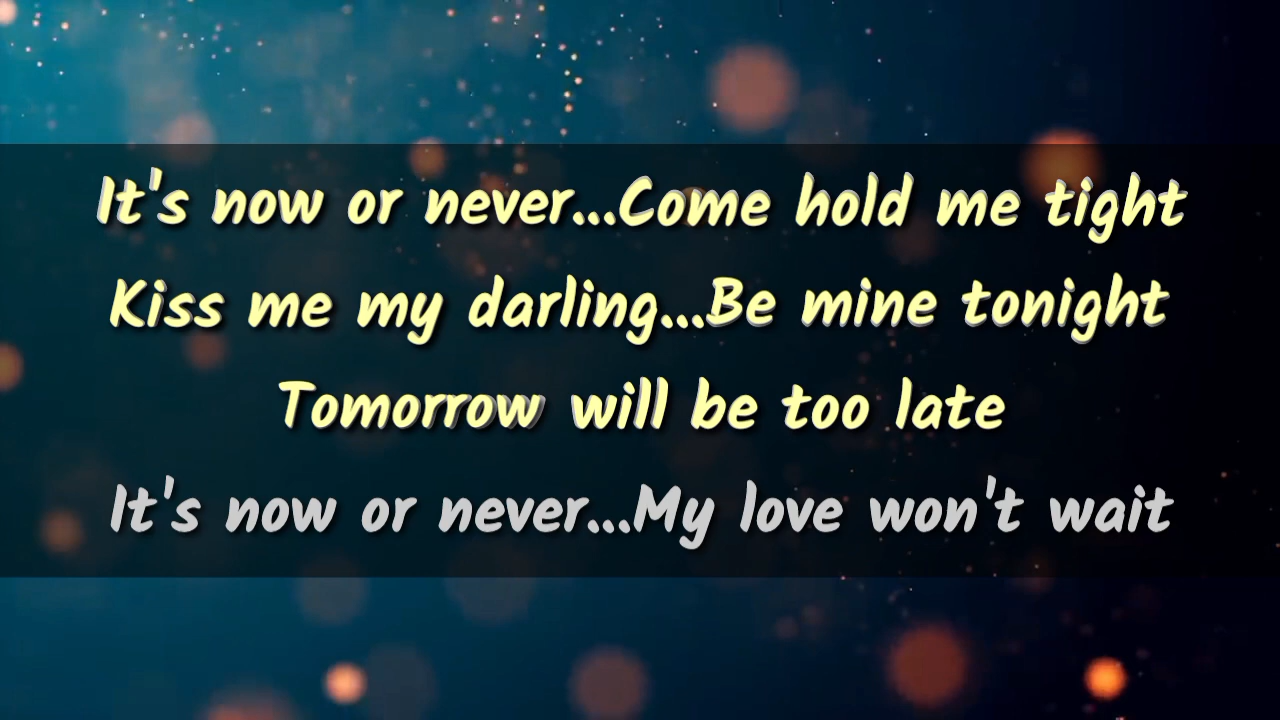 It's now or never...Come hold me tight
Kiss me my darling...Be mine tonight
Tomorrow will be too late
It's now or never...My love won't wait